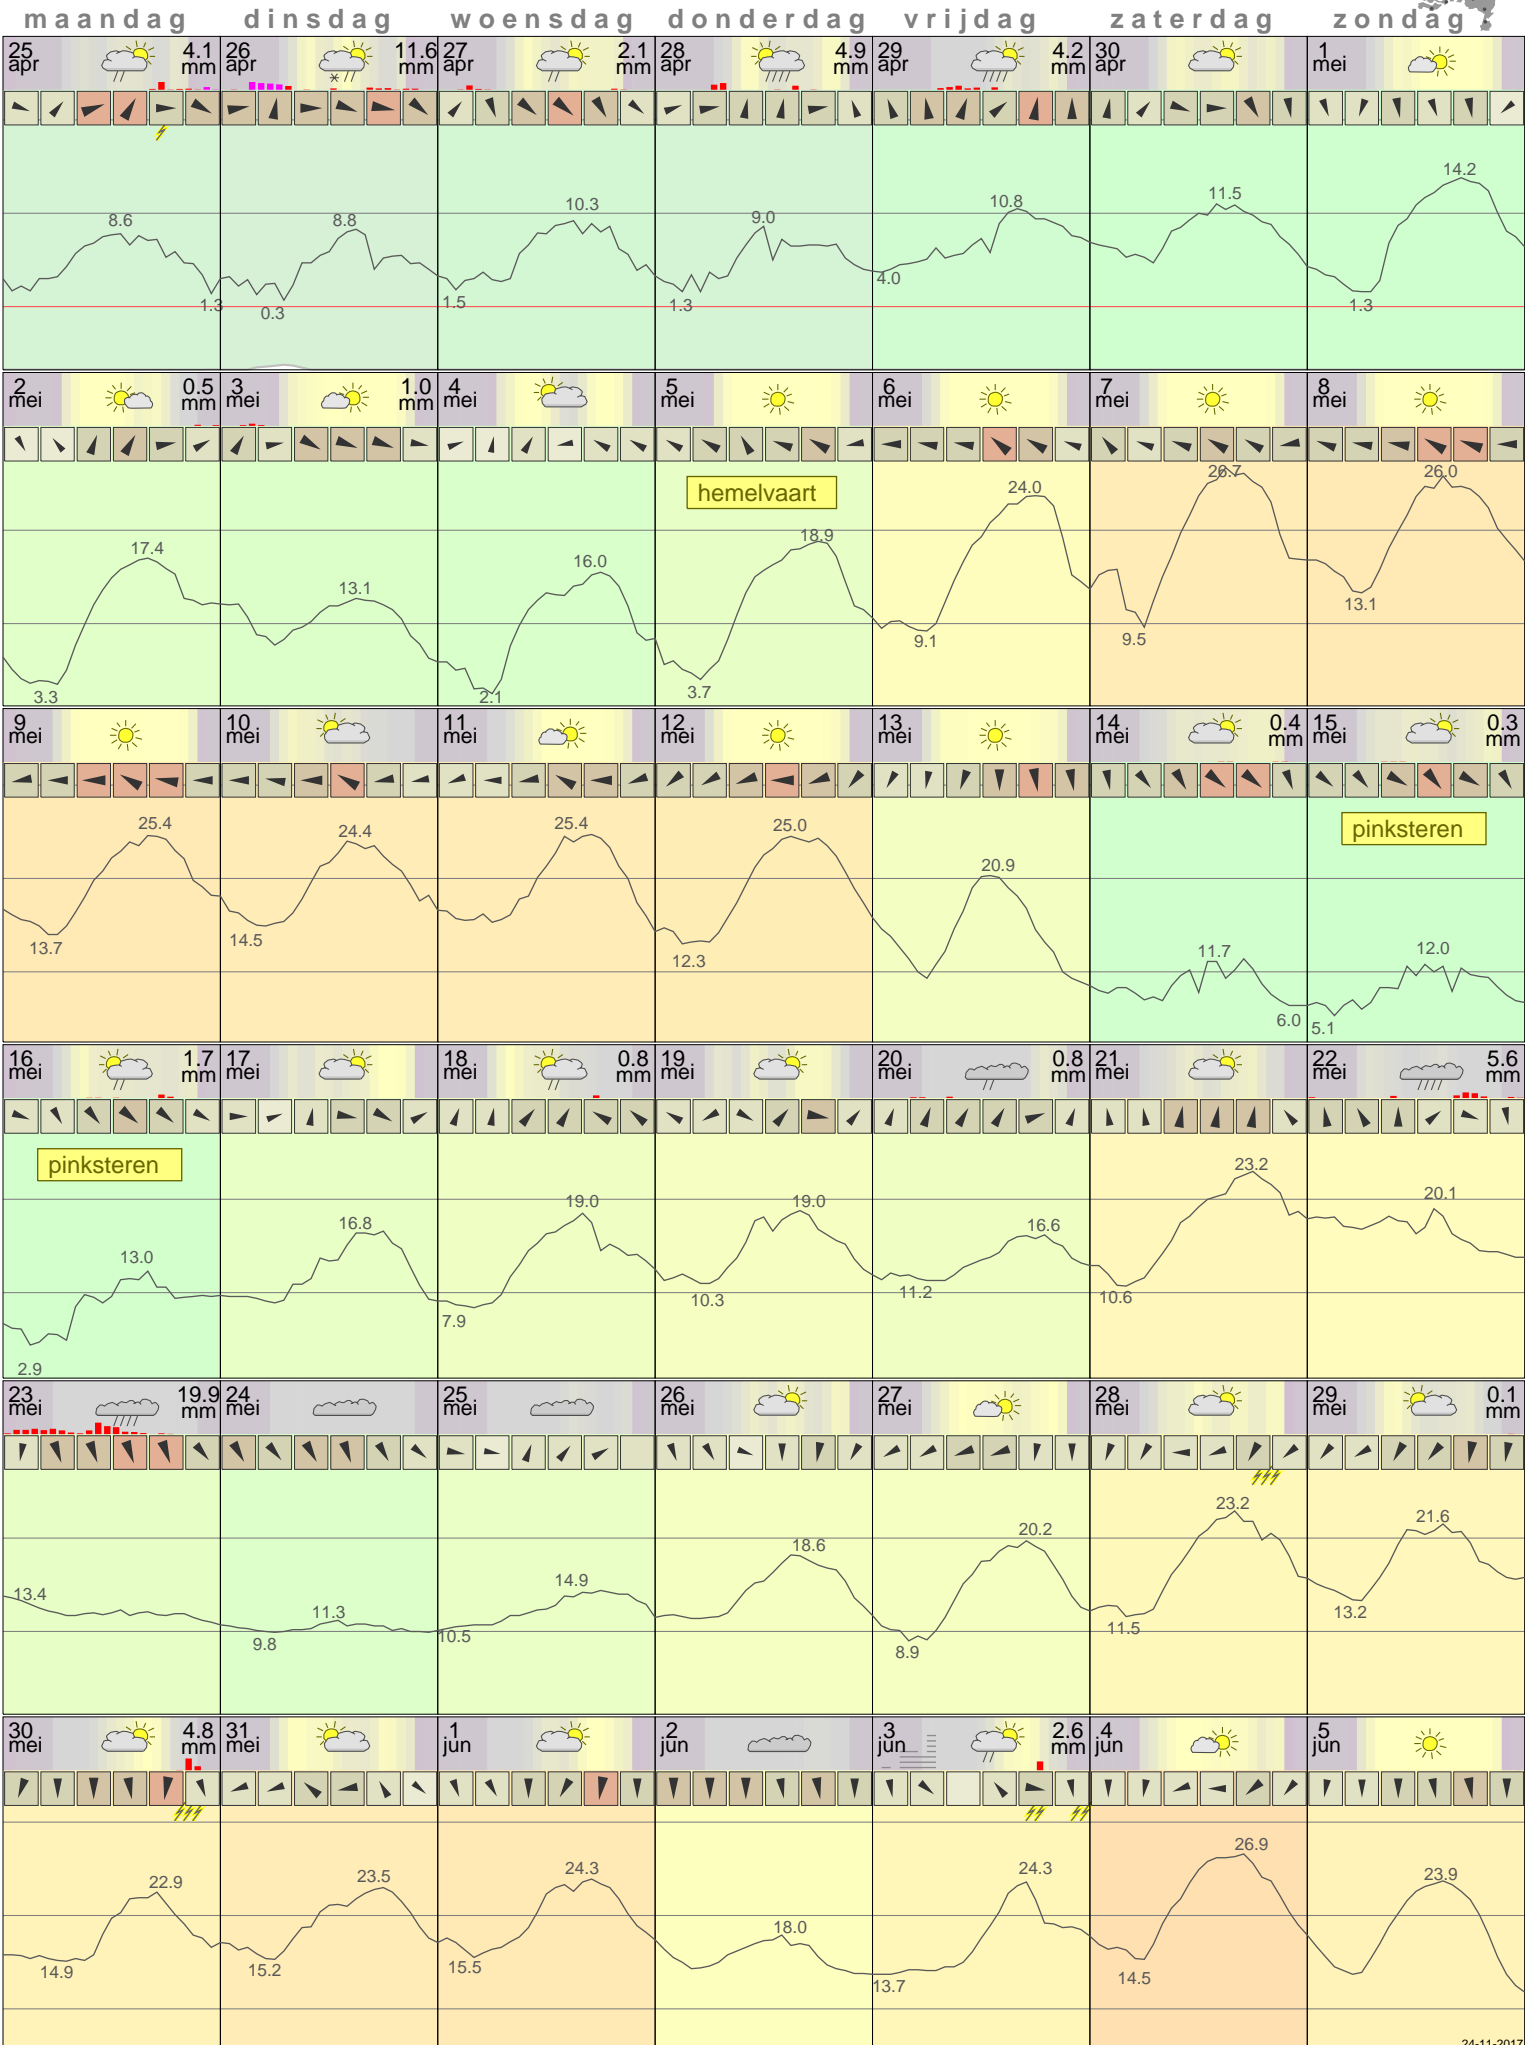 maandag dinsdag woensdag donderdag vrijdag zaterdag zondag
25 4.1 26 11.6 27 2.1 28 4.9 29 4.2 30 1
apr mm apr mm apr mm apr mm apr mm apr mei
14.2
10.3 10.8 11.5
8.6 8.8 9.0
4.0
1.3 0.3 1.5 1.3 1.3
2 0.5 3 1.0 4 5 6 7 8
mei mm mei mm mei mei mei mei mei
26.7 26.0
hemelvaart 24.0
17.4 13.1 16.0 18.9
13.1
9.1 9.5
3.3 2.1 3.7
9 10 11 12 13 14 0.4 15 0.3
mei mei mei mei mei mei mm mei mm
25.4 24.4 25.4 25.0 pinksteren
20.9
13.7 14.5 12.3 11.7 12.0
6.0 5.1
16 1.7 17 18 0.8 19 20 0.8 21 22 5.6
mei mm mei mei mm mei mei mm mei mei mm
pinksteren 23.2
19.0 19.0 20.1
16.8 16.6
13.0
7.9 10.3 11.2 10.6
2.9
23 19.9 24 25 26 27 28 29 0.1
mei mm mei mei mei mei mei mei mm
23.2 21.6
18.6 20.2
13.4 11.3 14.9
9.8 10.5 8.9 11.5 13.2
30 4.8 31 1 2 3 2.6 4 5
mei mm mei jun jun jun mm jun jun
26.9
22.9 23.5 24.3 24.3 23.9
18.0
14.9 15.2 15.5 13.7 14.5
24-11-2017